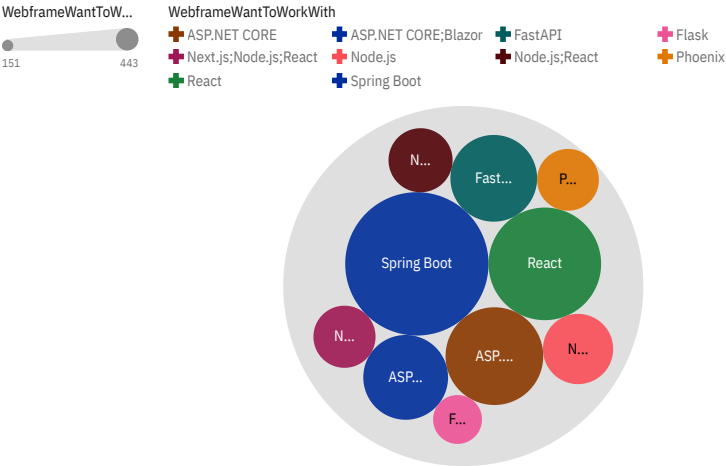 WebframeWantToW...
151 443
WebframeWantToWorkWith
ASP.NET CORE ASP.NET CORE;Blazor FastAPI Flask
Next.js;Node.js;React Node.js Node.js;React Phoenix
React Spring Boot
N...
Fast...
P...
Spring Boot
React
N...
ASP....
N...
ASP...
F...